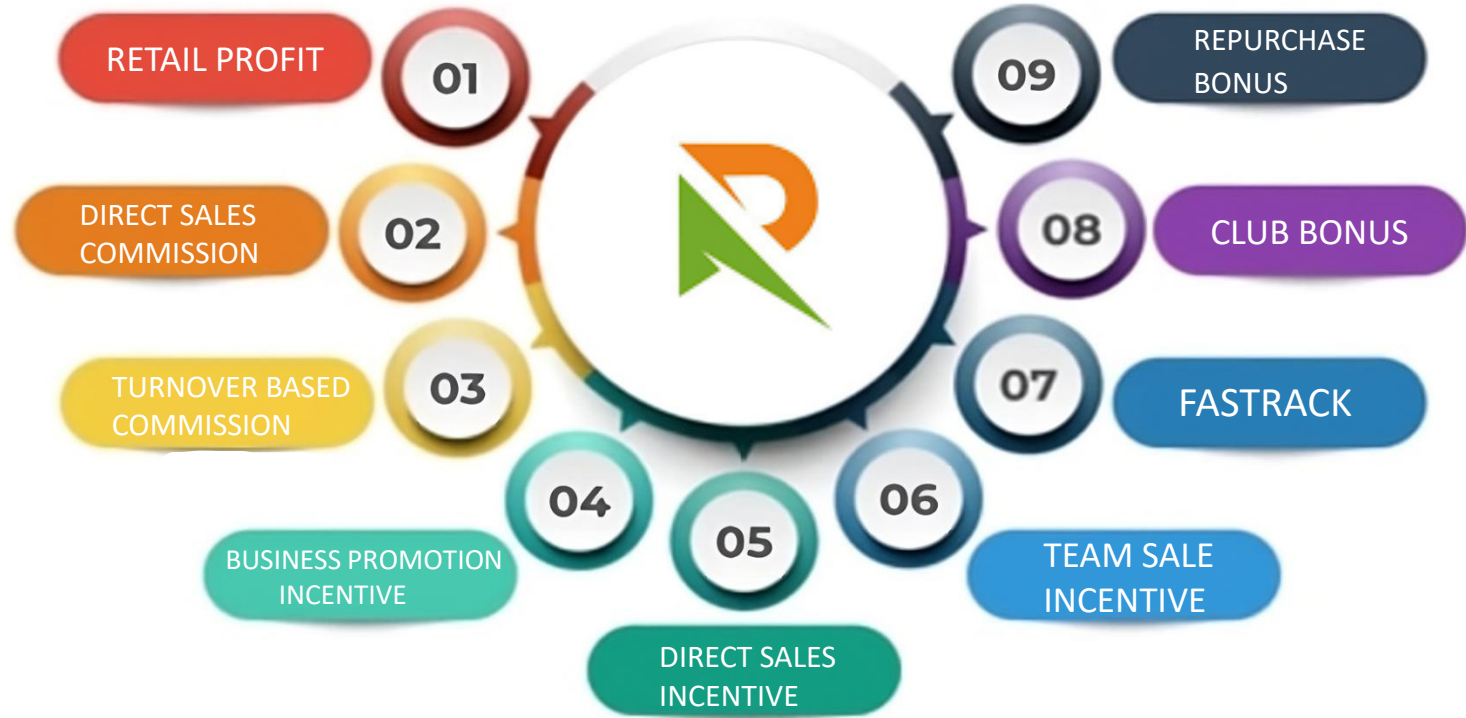 RETAIL PROFIT
01
DIRECT SALES
COMMISSION
02
TURNOVER BASED
COMMISSION
03
BUSINESS PROMOTION
INCENTIVE
04
DIRECT SALES
INCENTIVE
05
TEAM SALE
INCENTIVE
06
FASTRACK
07
CLUB BONUS
08
REPURCHASE
BONUS
09